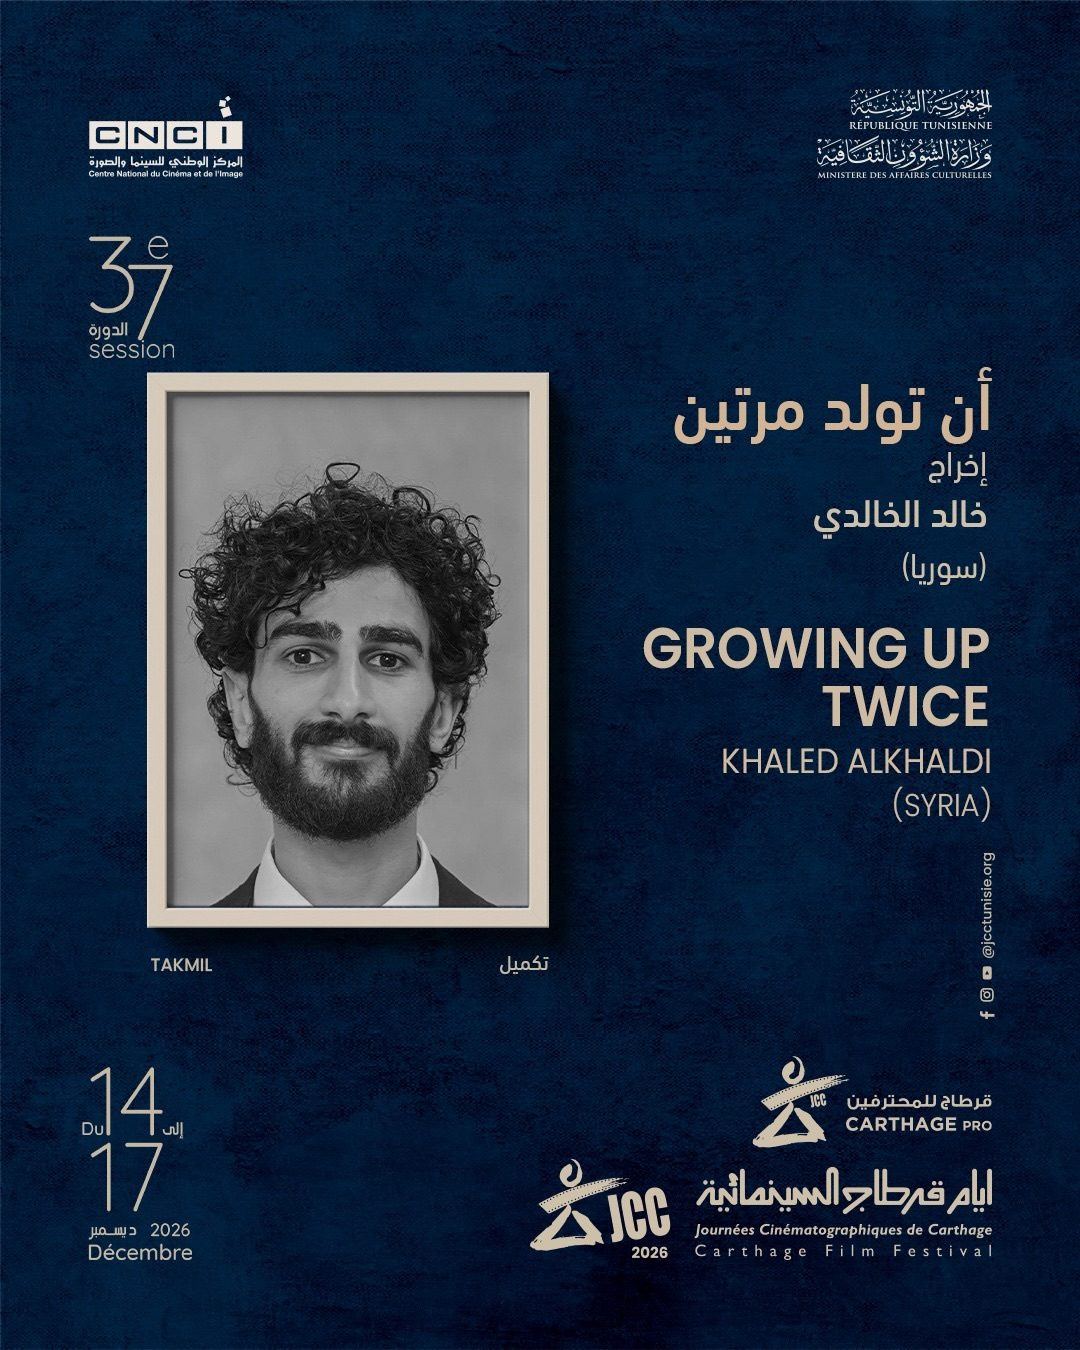 CNCI
المركز الوطني للسينما والصورة
Centre National du Cinéma et de l'Image
الجمهورية التونسية
RÉPUBLIQUE TUNISIENNE
وزارة الشؤون الثقافية
MINISTERE DES AFFAIRES CULTURELLES
37e
الدورة
session
أن تولد مرتين
إخراج
خالد الخالدي
(سوريا)
GROWING UP
TWICE
KHALED ALKHALDI
(SYRIA)
@jcctunisie.org
TAKMIL
تكميل
Du 14 إلى
17
ديسمبر 2026
Décembre
JCC
قرطاج للمحترفين
CARTHAGE PRO
JCC
2026
ايام قرطاج السينمائية
Journées Cinématographiques de Carthage
Carthage Film Festival